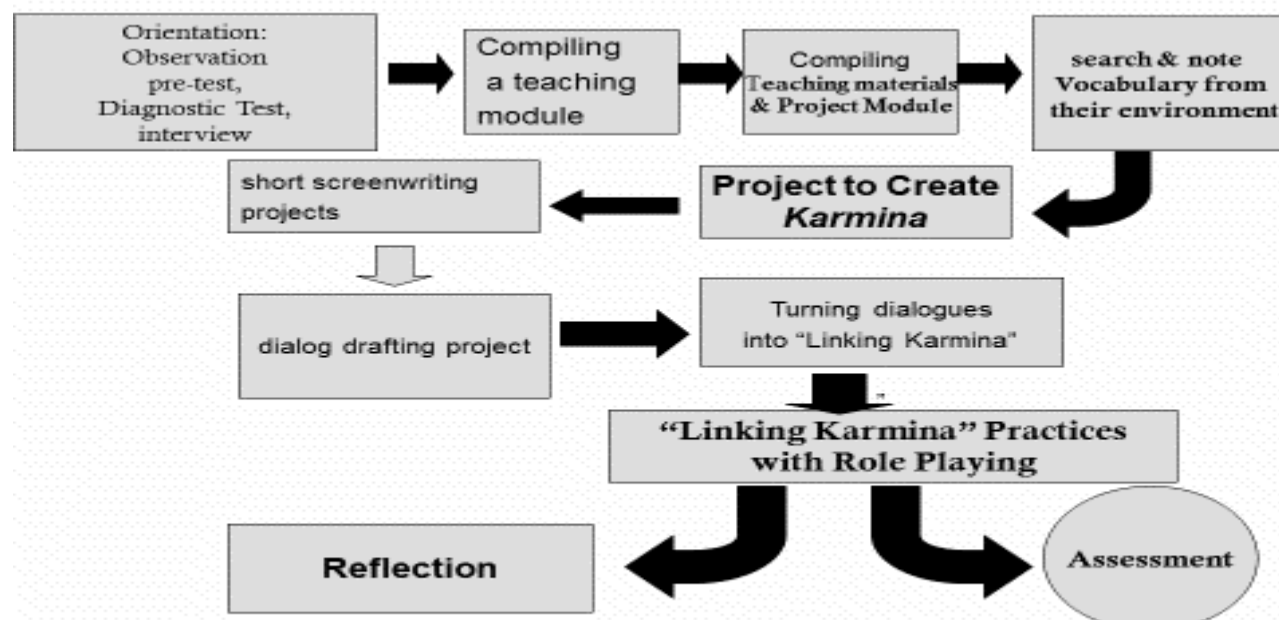 Orientation:
Observation
pre-test,
Diagnostic Test,
interview
Compiling
a teaching
module
Compiling
Teaching materials
& Project Module
search & note
Vocabulary from
their environment
Project to Create
Karmina
short screenwriting
projects
dialog drafting project
Turning dialogues
into “Linking Karmina”
”
“Linking Karmina” Practices
with Role Playing
Reflection
Assessment